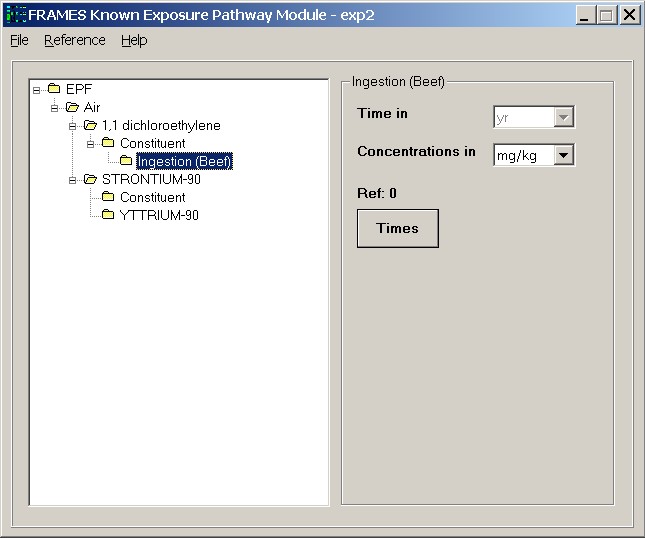 FRAMES Known Exposure Pathway Module - exp2
File Reference Help
EPF
Air
1,1 dichloroethylene
Constituent
Ingestion (Beef)
STRONTIUM-90
Constituent
YTTRIUM-90
Ingestion (Beef)
Time in yr
Concentrations in mg/kg
Ref: 0
Times